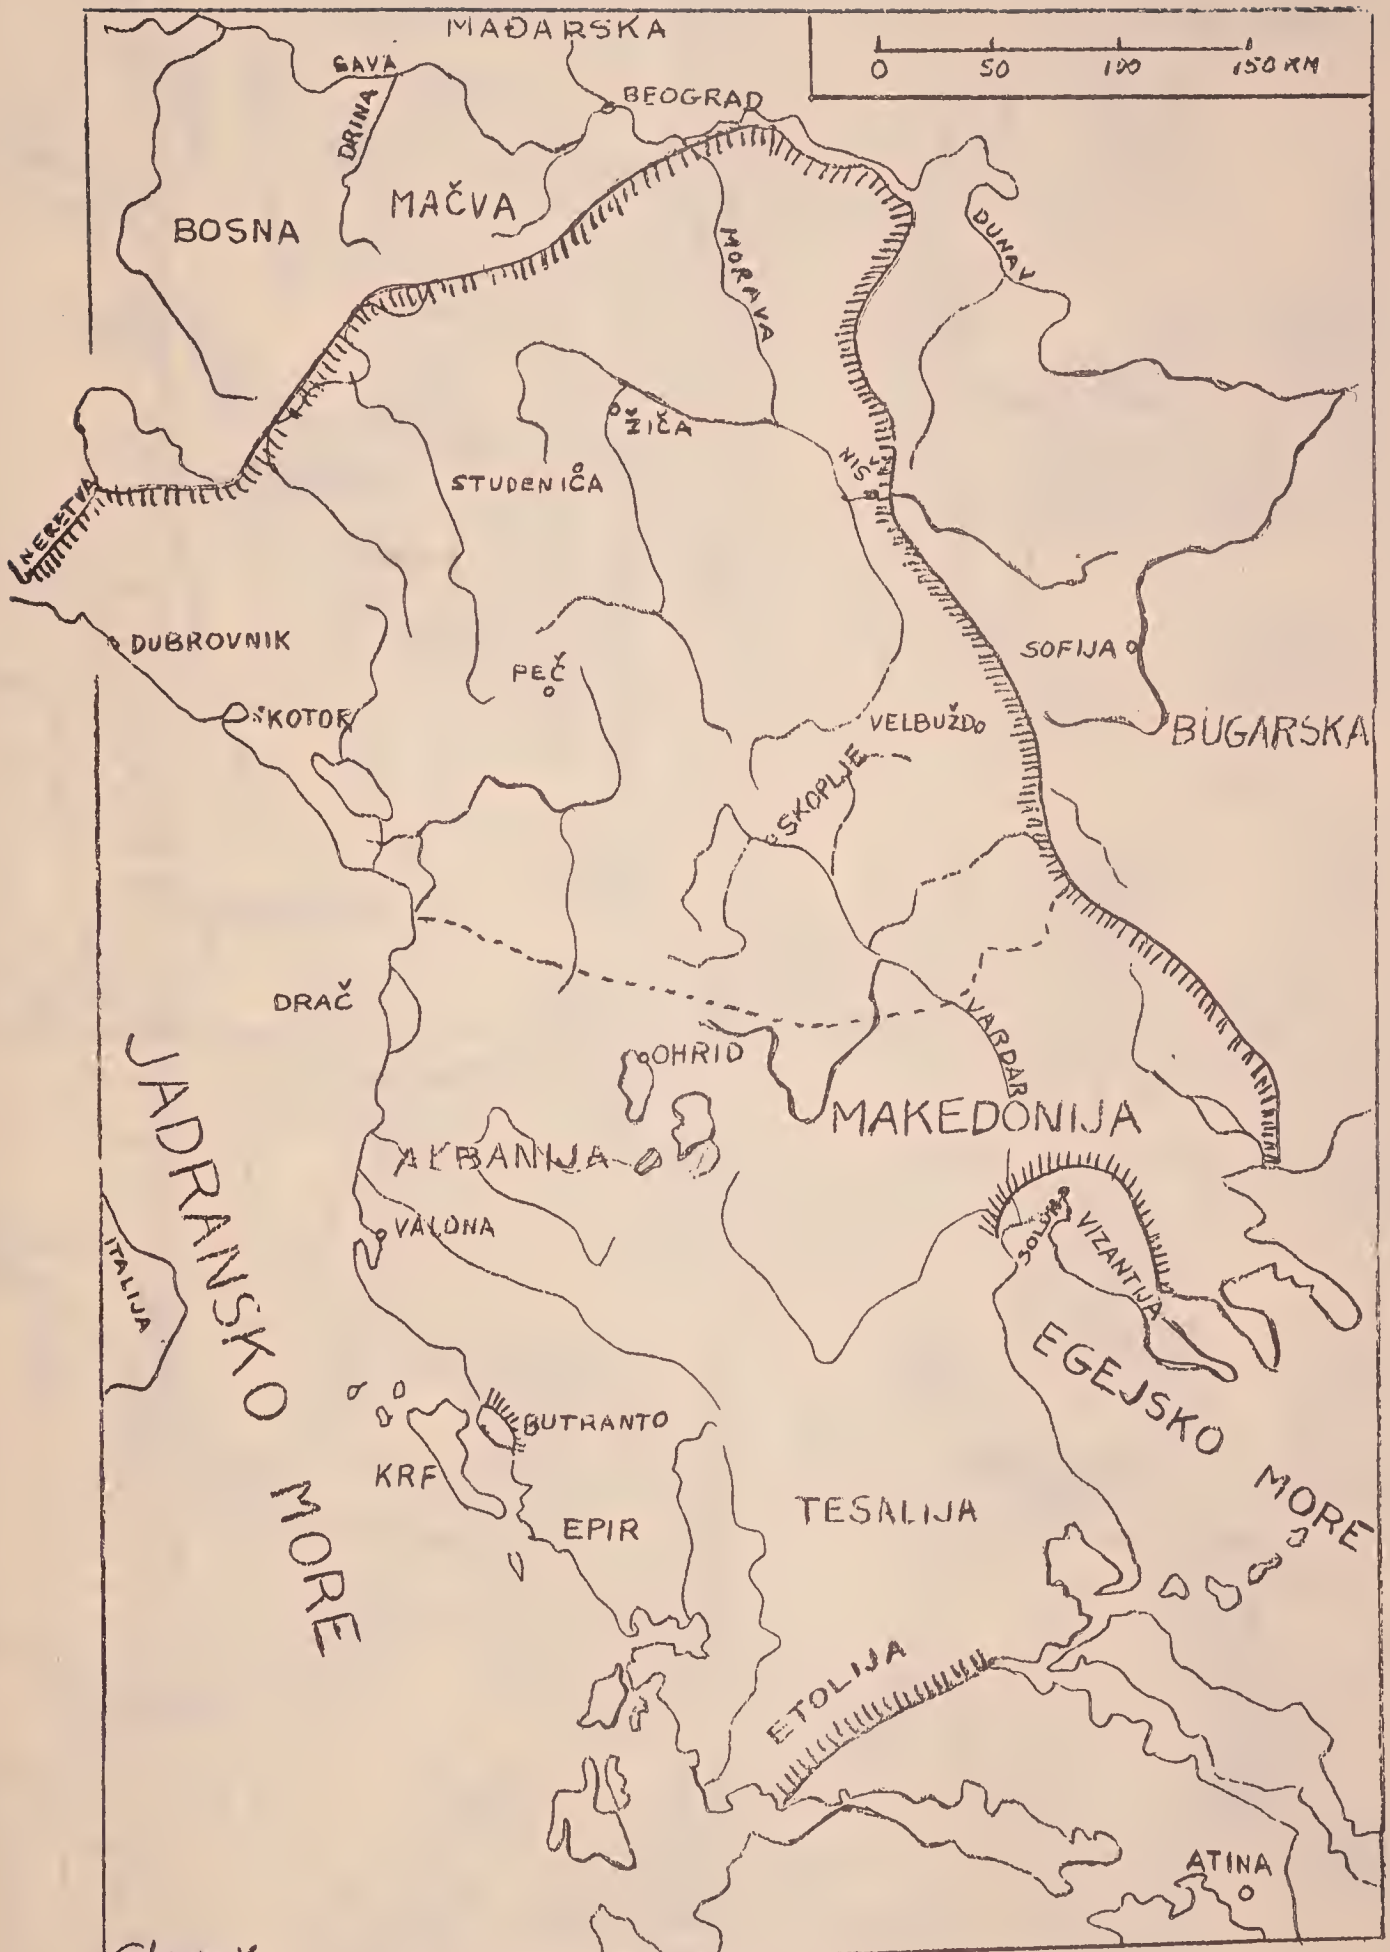 MAĐARSKA
0 50 100 150 KM
SAVA
BEOGRAD
DRINA
MAČVA
BOSNA
DUNAV
MORAVA
ŽIČA
NIŠ
STUDENIČA
NERETVA
DUBROVNIK
SOFIJA
PEČ
KOTOR
VELBUŽD
BUGARSKA
SKOPLJE
DRAČ
VARDAR
OHRID
JADRANSKO MORE
MAKEDONIJA
ALBANIJA
VALONA
SOLUN
VIZANTIJA
ITALIJA
EGEJSKO MORE
BUTRANTO
KRF
EPIR
TESALIJA
ETOLIJA
ATINA